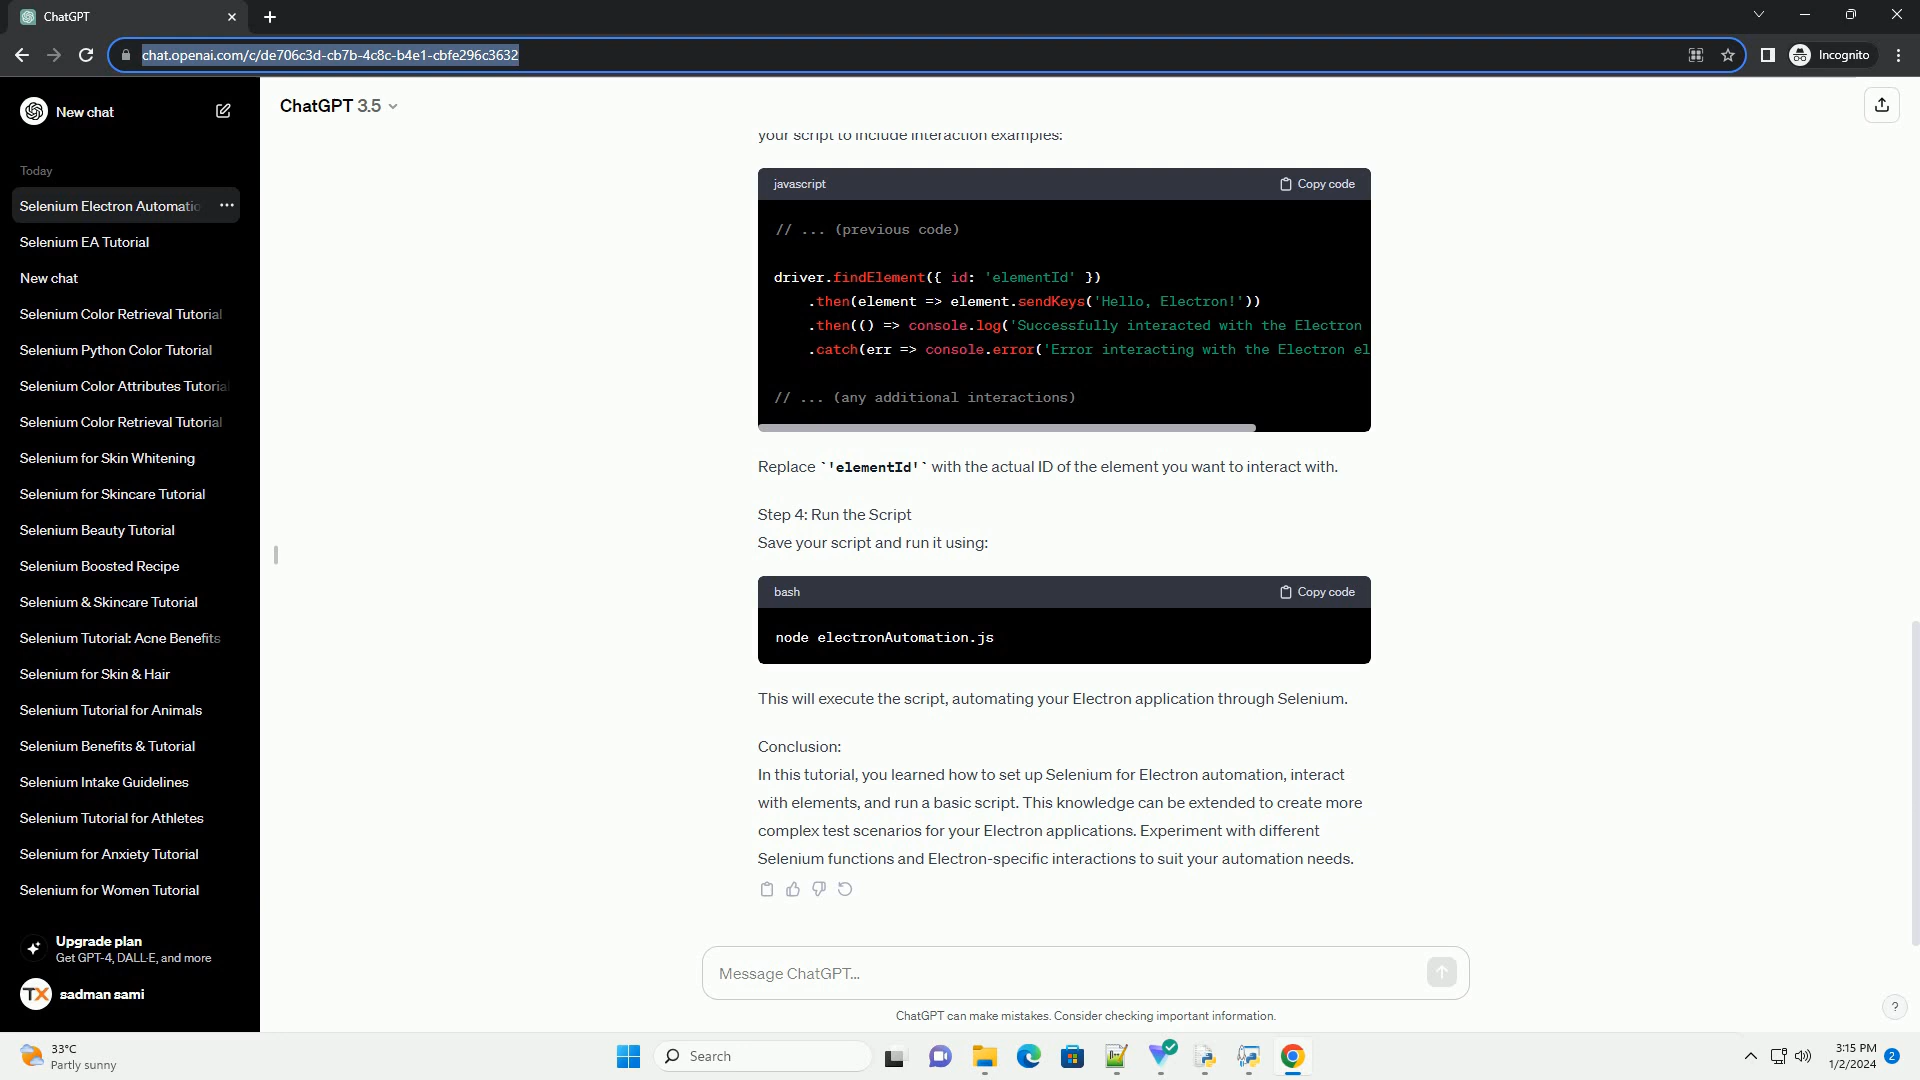 ChatGPT
chat.openai.com/c/de706c3d-cb7b-4c8c-b4e1-cbfe296c3632
Incognito
New chat
ChatGPT 3.5
Today
Selenium Electron Automatio
Selenium EA Tutorial
New chat
Selenium Color Retrieval Tutorial
Selenium Python Color Tutorial
Selenium Color Attributes Tutorial
Selenium Color Retrieval Tutorial
Selenium for Skin Whitening
Selenium for Skincare Tutorial
Selenium Beauty Tutorial
Selenium Boosted Recipe
Selenium & Skincare Tutorial
Selenium Tutorial: Acne Benefits
Selenium for Skin & Hair
Selenium Tutorial for Animals
Selenium Benefits & Tutorial
Selenium Intake Guidelines
Selenium Tutorial for Athletes
Selenium for Anxiety Tutorial
Selenium for Women Tutorial
Upgrade plan
Get GPT-4, DALL·E, and more
TX sadman sami
your script to include interaction examples:
javascript
Copy code
// ... (previous code)
driver.findElement({ id: 'elementId' })
.then(element => element.sendKeys('Hello, Electron!'))
.then(() => console.log('Successfully interacted with the Electron
.catch(err => console.error('Error interacting with the Electron el
// ... (any additional interactions)
Replace `'elementId'` with the actual ID of the element you want to interact with.
Step 4: Run the Script
Save your script and run it using:
bash
Copy code
node electronAutomation.js
This will execute the script, automating your Electron application through Selenium.
Conclusion:
In this tutorial, you learned how to set up Selenium for Electron automation, interact
with elements, and run a basic script. This knowledge can be extended to create more
complex test scenarios for your Electron applications. Experiment with different
Selenium functions and Electron-specific interactions to suit your automation needs.
Message ChatGPT...
ChatGPT can make mistakes. Consider checking important information.
?
33°C
Partly sunny
Search
3:15 PM
1/2/2024
2